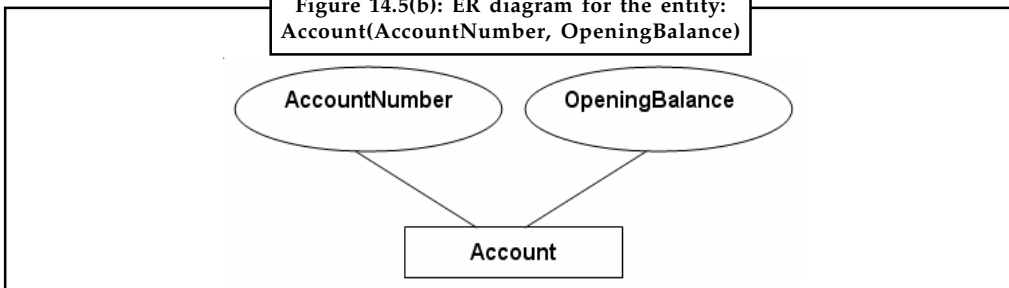 Figure 14.5(b): ER diagram for the entity:
Account(AccountNumber, OpeningBalance)
AccountNumber
OpeningBalance
Account